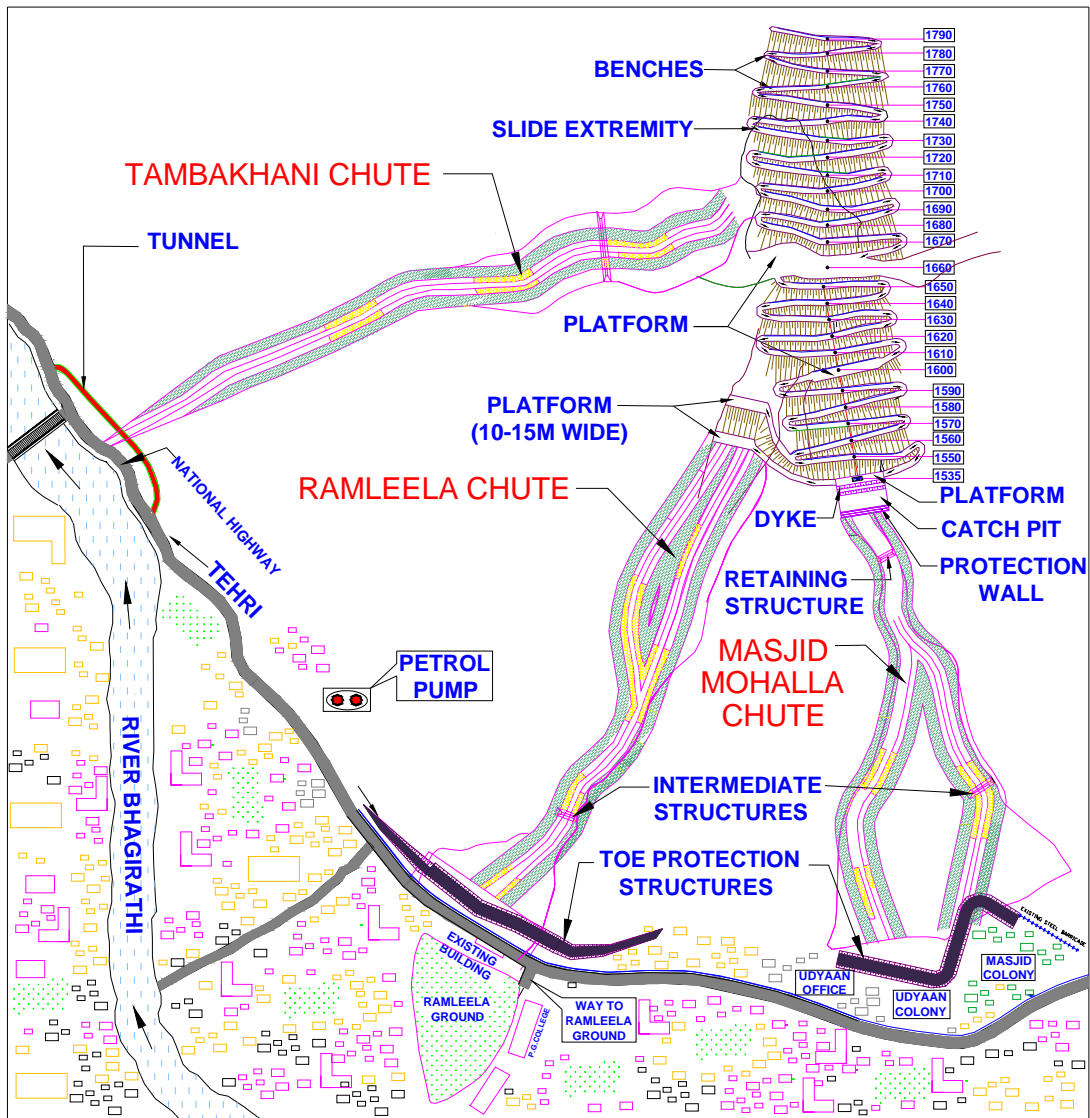 1790
1780
1770
1760
1750
1740
1730
1720
1710
1700
1690
1680
1670
1660
1650
1640
1630
1620
1610
1600
1590
1580
1570
1560
1550
1535
BENCHES
SLIDE EXTREMITY
TAMBAKHANI CHUTE
TUNNEL
PLATFORM
PLATFORM
(10-15M WIDE)
RAMLEELA CHUTE
NATIONAL HIGHWAY
TEHRI
DYKE
PLATFORM
CATCH PIT
PROTECTION
WALL
RETAINING
STRUCTURE
MASJID
MOHALLA
CHUTE
PETROL
PUMP
RIVER BHAGIRATHI
INTERMEDIATE
STRUCTURES
TOE PROTECTION
STRUCTURES
EXISTING STEEL BARRICADE
EXISTING
BUILDING
RAMLEELA
GROUND
P.G.COLLEGE
WAY TO
RAMLEELA
GROUND
UDYAAN
OFFICE
UDYAAN
COLONY
MASJID
COLONY